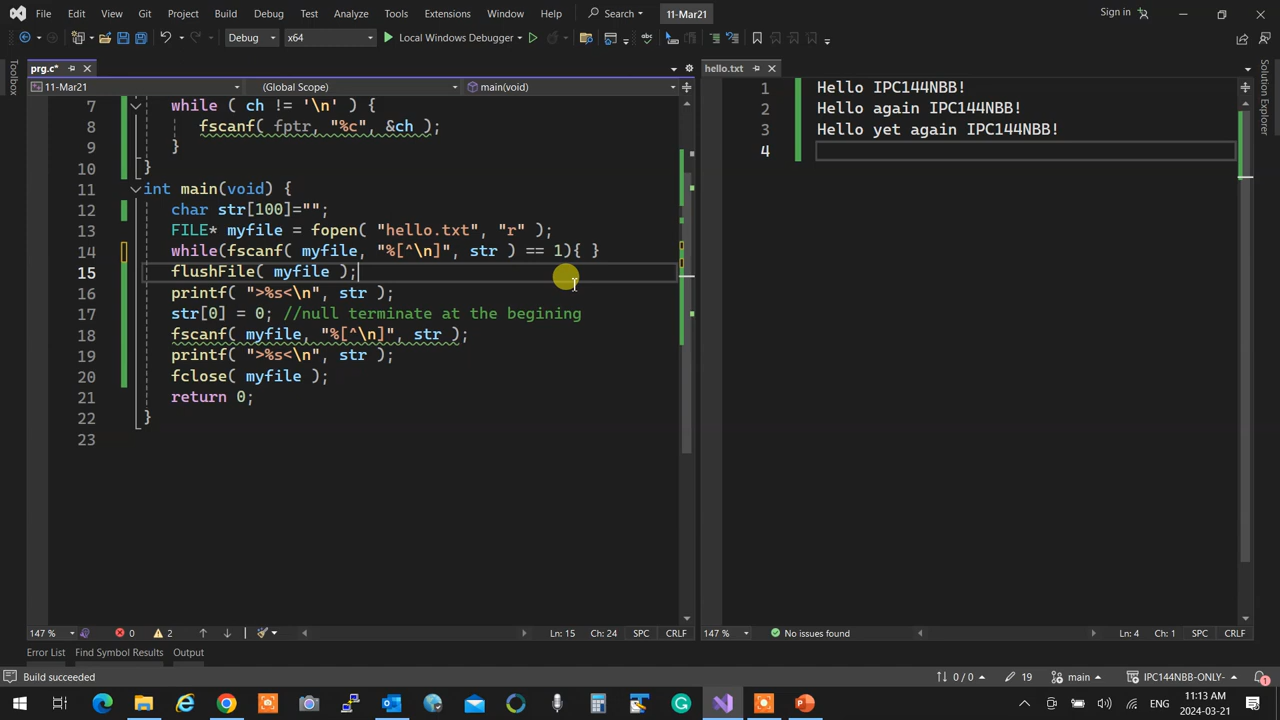 File Edit View Git Project Build Debug Test Analyze Tools Extensions Window Help Search 11-Mar21 Sign in
Debug x64 Local Windows Debugger
Toolbox
prg.c*
11-Mar21 (Global Scope) main(void)
7 while ( ch != '\n' ) {
8 fscanf( fptr, "%c", &ch );
9 }
10 }
11 int main(void) {
12 char str[100]="";
13 FILE* myfile = fopen( "hello.txt", "r" );
14 while(fscanf( myfile, "%[^\n]", str ) == 1){ }
15 flushFile( myfile );
16 printf( ">%s<\n", str );
17 str[0] = 0; //null terminate at the begining
18 fscanf( myfile, "%[^\n]", str );
19 printf( ">%s<\n", str );
20 fclose( myfile );
21 return 0;
22 }
23
147 % 0 2 Ln: 15 Ch: 24 SPC CRLF
hello.txt
1 Hello IPC144NBB!
2 Hello again IPC144NBB!
3 Hello yet again IPC144NBB!
4
147 % No issues found Ln: 4 Ch: 1 SPC CRLF
Solution Explorer
Error List Find Symbol Results Output
Build succeeded 0 / 0 19 main IPC144NBB-ONLY- 1
ENG 11:13 AM
2024-03-21